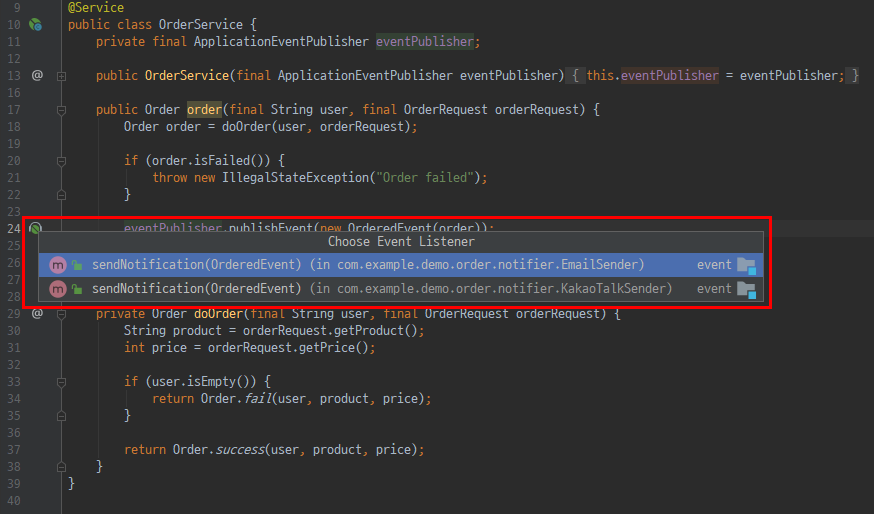 9 @Service
10 public class OrderService {
11 private final ApplicationEventPublisher eventPublisher;
12
13 @ public OrderService(final ApplicationEventPublisher eventPublisher) { this.eventPublisher = eventPublisher; }
16
17 public Order order(final String user, final OrderRequest orderRequest) {
18 Order order = doOrder(user, orderRequest);
19
20 if (order.isFailed()) {
21 throw new IllegalStateException("Order failed");
22 }
23
24 eventPublisher.publishEvent(new OrderedEvent(order));
25 Choose Event Listener
26 m sendNotification(OrderedEvent) (in com.example.demo.order.notifier.EmailSender) event
27
28 m sendNotification(OrderedEvent) (in com.example.demo.order.notifier.KakaoTalkSender) event
29 @ private Order doOrder(final String user, final OrderRequest orderRequest) {
30 String product = orderRequest.getProduct();
31 int price = orderRequest.getPrice();
32
33 if (user.isEmpty()) {
34 return Order.fail(user, product, price);
35 }
36
37 return Order.success(user, product, price);
38 }
39 }
40